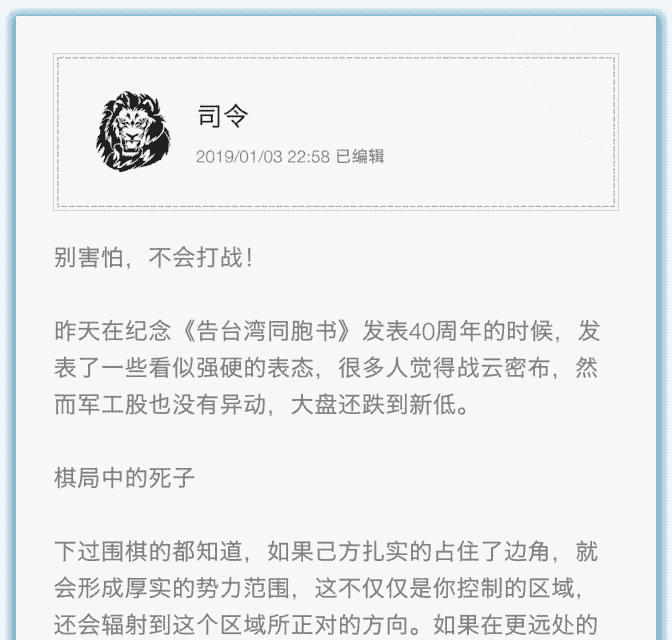 司令
2019/01/03 22:58 已编辑
别害怕，不会打战！
昨天在纪念《告台湾同胞书》发表40周年的时候，发
表了一些看似强硬的表态，很多人觉得战云密布，然
而军工股也没有异动，大盘还跌到新低。
棋局中的死子
下过围棋的都知道，如果己方扎实的占住了边角，就
会形成厚实的势力范围，这不仅仅是你控制的区域，
还会辐射到这个区域所正对的方向。如果在更远处的